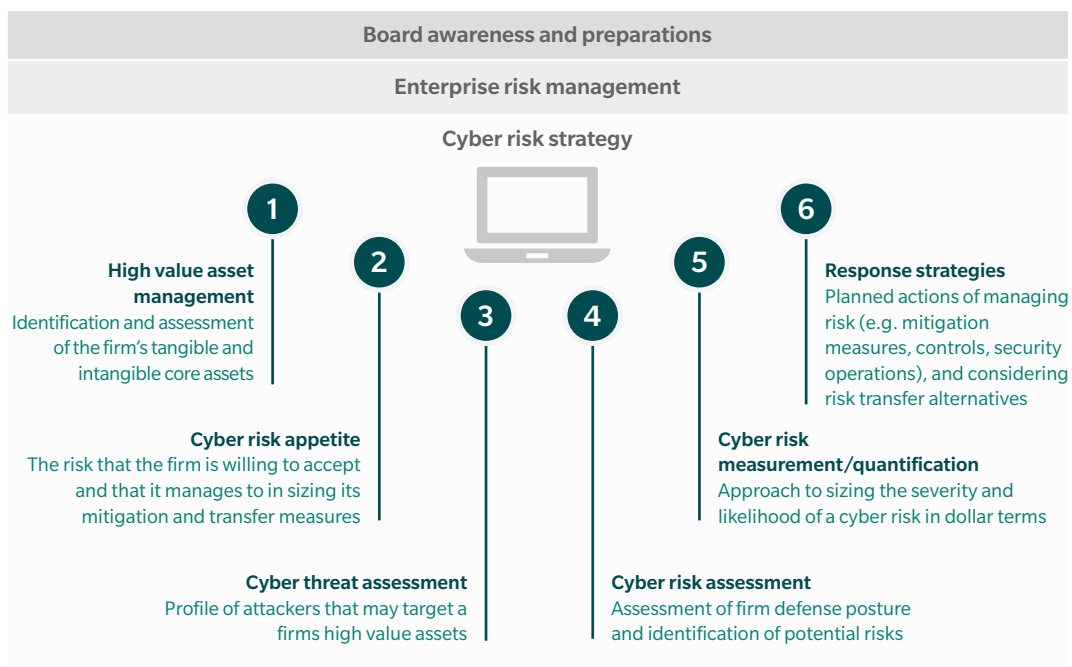 Board awareness and preparations
Enterprise risk management
Cyber risk strategy
1
High value asset
management
Identification and assessment
of the firm's tangible and
intangible core assets
2
Cyber risk appetite
The risk that the firm is willing to accept
and that it manages to in sizing its
mitigation and transfer measures
3
Cyber threat assessment
Profile of attackers that may target a
firms high value assets
4
Cyber risk assessment
Assessment of firm defense posture
and identification of potential risks
5
Cyber risk
measurement/quantification
Approach to sizing the severity and
likelihood of a cyber risk in dollar terms
6
Response strategies
Planned actions of managing
risk (e.g. mitigation
measures, controls, security
operations), and considering
risk transfer alternatives